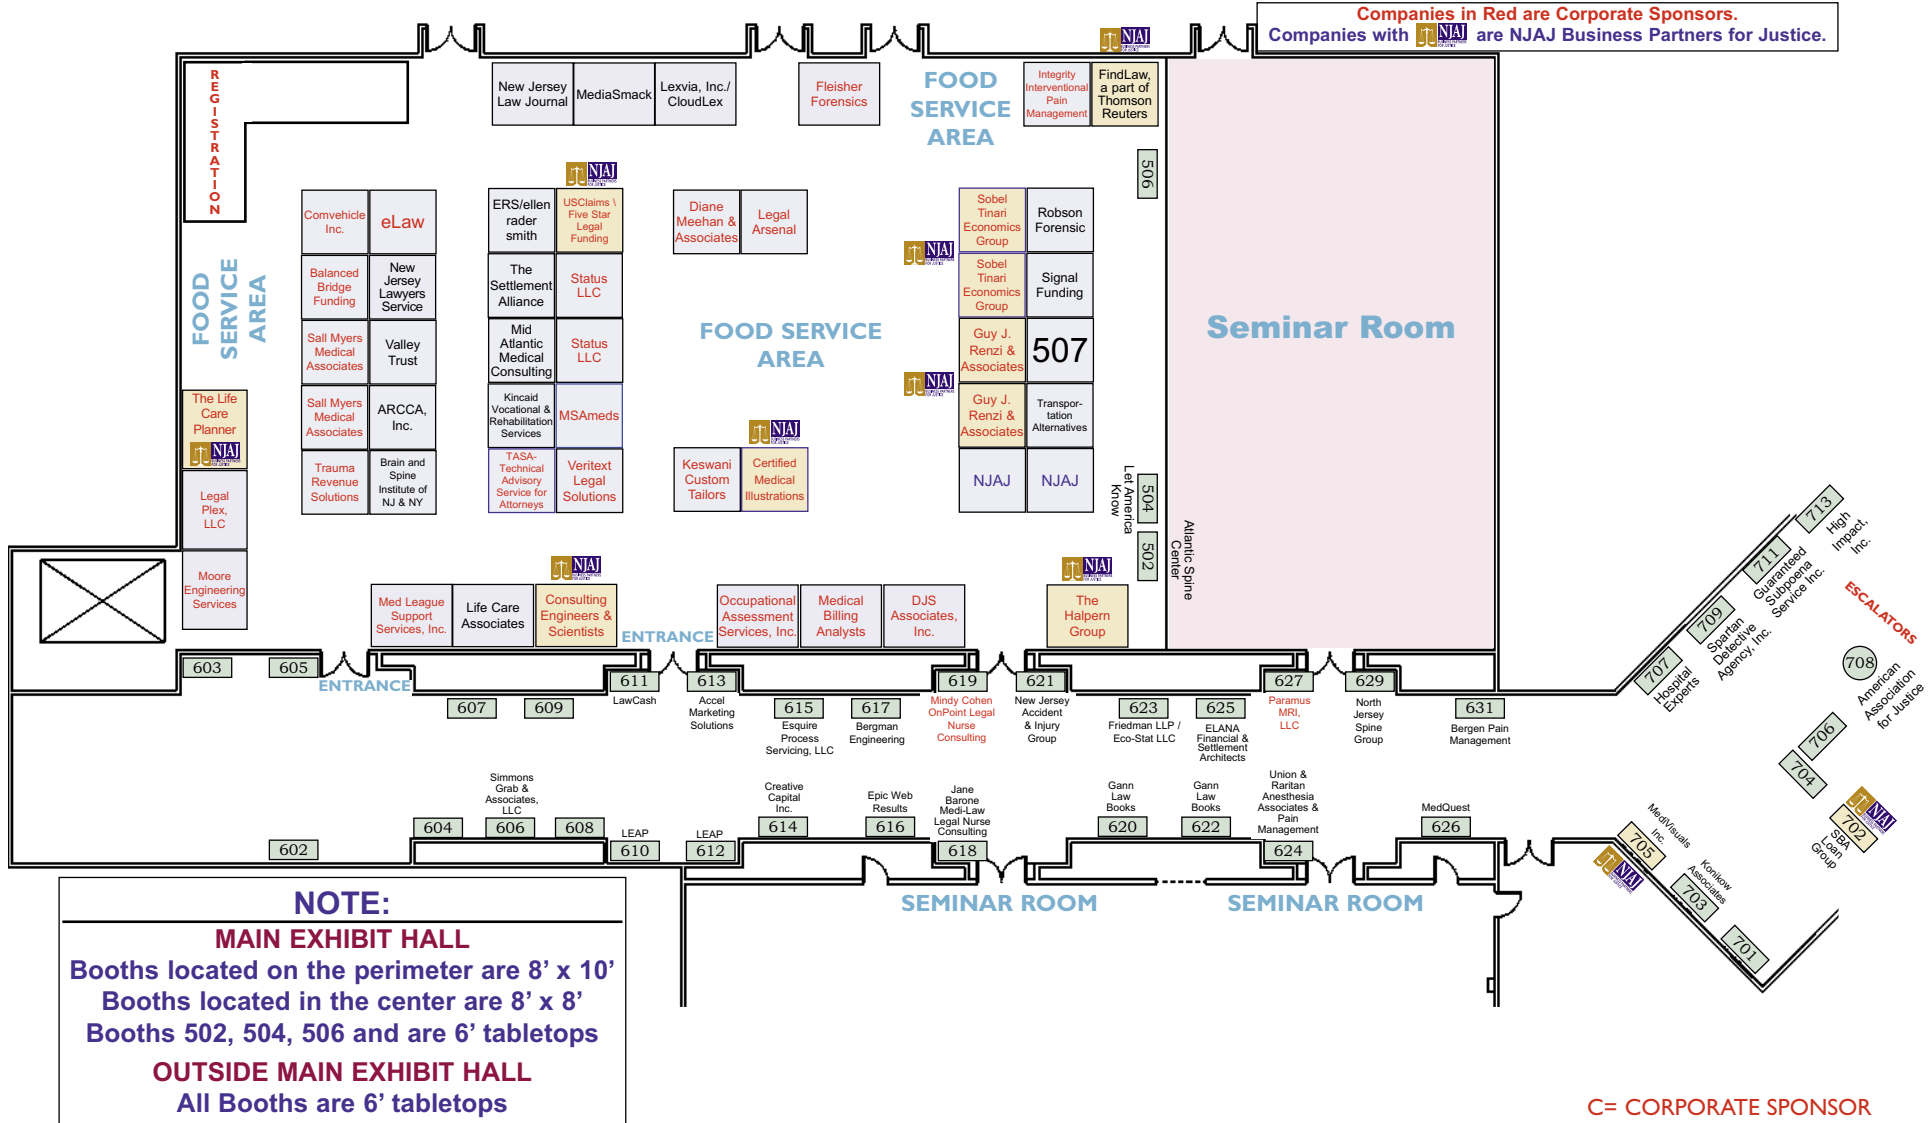 Companies in Red are Corporate Sponsors.
Companies with NJAJ are NJAJ Business Partners for Justice.
REGISTRATION
New Jersey
Law Journal
MediaSmack
Lexvia, Inc./
CloudLex
Fleisher
Forensics
FOOD
SERVICE
AREA
NJAJ
Integrity
Interventional
Pain
Management
FindLaw,
a part of
Thomson
Reuters
506
Seminar Room
FOOD
SERVICE
AREA
Comvehicle
Inc.
eLaw
Balanced
Bridge
Funding
New
Jersey
Lawyers
Service
Sall Myers
Medical
Associates
Valley
Trust
Sall Myers
Medical
Associates
ARCCA,
Inc.
Trauma
Revenue
Solutions
Brain and
Spine
Institute of
NJ & NY
NJAJ
ERS/ellen
rader
smith
USClaims \
Five Star
Legal
Funding
The
Settlement
Alliance
Status
LLC
Mid
Atlantic
Medical
Consulting
Status
LLC
Kincaid
Vocational &
Rehabilitation
Services
MSAmeds
TASA-
Technical
Advisory
Service for
Attorneys
Veritext
Legal
Solutions
Diane
Meehan &
Associates
Legal
Arsenal
FOOD SERVICE
AREA
NJAJ
Keswani
Custom
Tailors
Certified
Medical
Illustrations
NJAJ
Sobel
Tinari
Economics
Group
Robson
Forensic
Sobel
Tinari
Economics
Group
Signal
Funding
NJAJ
Guy J.
Renzi &
Associates
507
Guy J.
Renzi &
Associates
Transpor-
tation
Alternatives
NJAJ
NJAJ
504
Let America
Know
502
Atlantic Spine
Center
The Life
Care
Planner
NJAJ
Legal
Plex,
LLC
Moore
Engineering
Services
Med League
Support
Services, Inc.
Life Care
Associates
NJAJ
Consulting
Engineers &
Scientists
ENTRANCE
Occupational
Assessment
Services, Inc.
Medical
Billing
Analysts
DJS
Associates,
Inc.
NJAJ
The
Halpern
Group
603
605
ENTRANCE
607
609
611
LawCash
613
Accel
Marketing
Solutions
615
Esquire
Process
Servicing, LLC
617
Bergman
Engineering
619
Mindy Cohen
OnPoint Legal
Nurse
Consulting
621
New Jersey
Accident
& Injury
Group
623
Friedman LLP /
Eco-Stat LLC
625
ELANA
Financial &
Settlement
Architects
627
Paramus
MRI,
LLC
629
North
Jersey
Spine
Group
631
Bergen Pain
Management
602
604
Simmons
Grab &
Associates,
LLC
606
608
LEAP
610
LEAP
612
Creative
Capital
Inc.
614
Epic Web
Results
616
Jane
Barone
Medi-Law
Legal Nurse
Consulting
618
Gann
Law
Books
620
Gann
Law
Books
622
Union &
Raritan
Anesthesia
Associates &
Pain
Management
624
MedQuest
626
SEMINAR ROOM
SEMINAR ROOM
713
High
Impact,
Inc.
711
Guaranteed
Subpoena
Service Inc.
709
Spartan
Detective
Agency, Inc.
707
Hospital
Experts
ESCALATORS
708
American
Association
for Justice
706
704
NJAJ
702
SBA
Loan
Group
MediVisuals
Inc.
705
NJAJ
Konikow
Associates
703
701
NOTE:
MAIN EXHIBIT HALL
Booths located on the perimeter are 8’ x 10’
Booths located in the center are 8’ x 8’
Booths 502, 504, 506 and are 6’ tabletops
OUTSIDE MAIN EXHIBIT HALL
All Booths are 6’ tabletops
C= CORPORATE SPONSOR